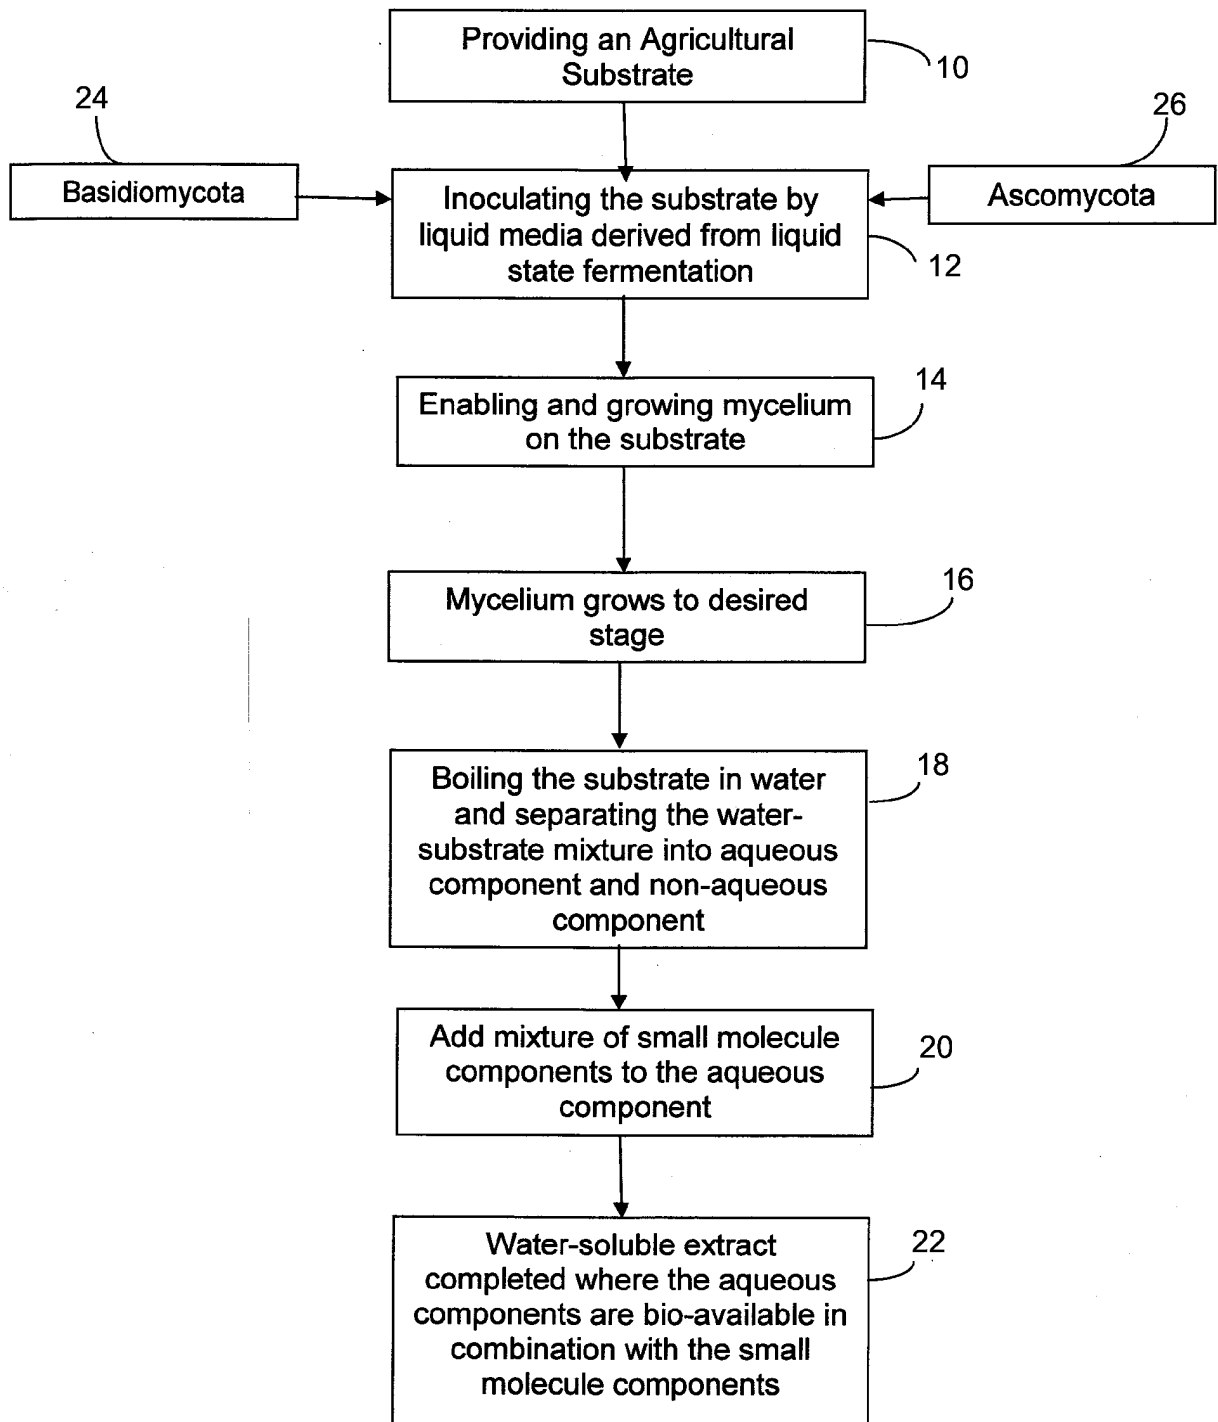 Providing an Agricultural
Substrate
10
24
26
Basidiomycota
Inoculating the substrate by
liquid media derived from liquid
state fermentation
Ascomycota
12
14
Enabling and growing mycelium
on the substrate
16
Mycelium grows to desired
stage
18
Boiling the substrate in water
and separating the water-
substrate mixture into aqueous
component and non-aqueous
component
20
Add mixture of small molecule
components to the aqueous
component
22
Water-soluble extract
completed where the aqueous
components are bio-available in
combination with the small
molecule components